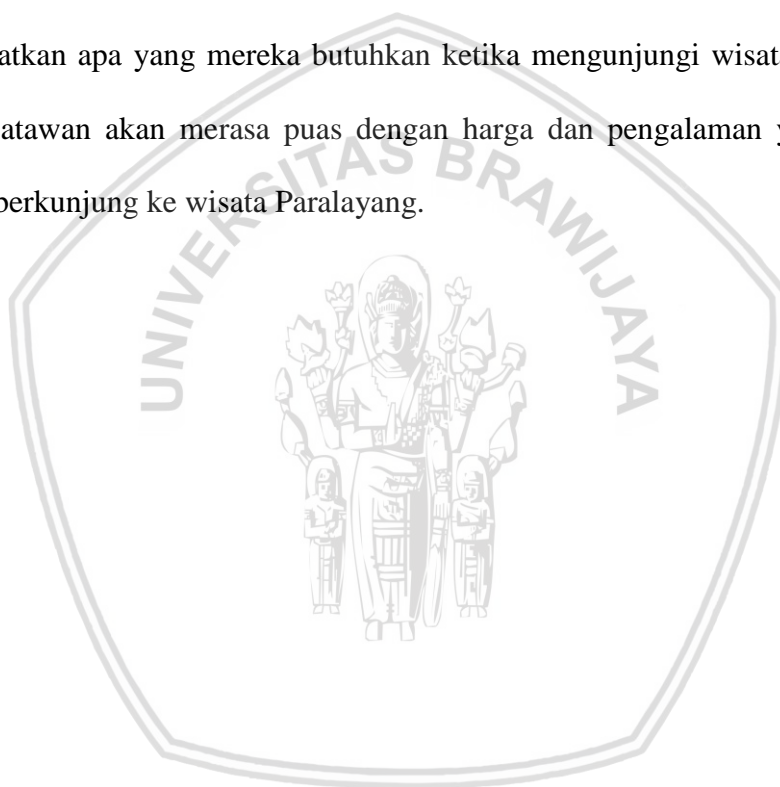 atkan apa yang mereka butuhkan ketika mengunjungi wisat
atawan akan merasa puas dengan harga dan pengalaman y
berkunjung ke wisata Paralayang.
UNIVERSITAS BRAWIJAYA